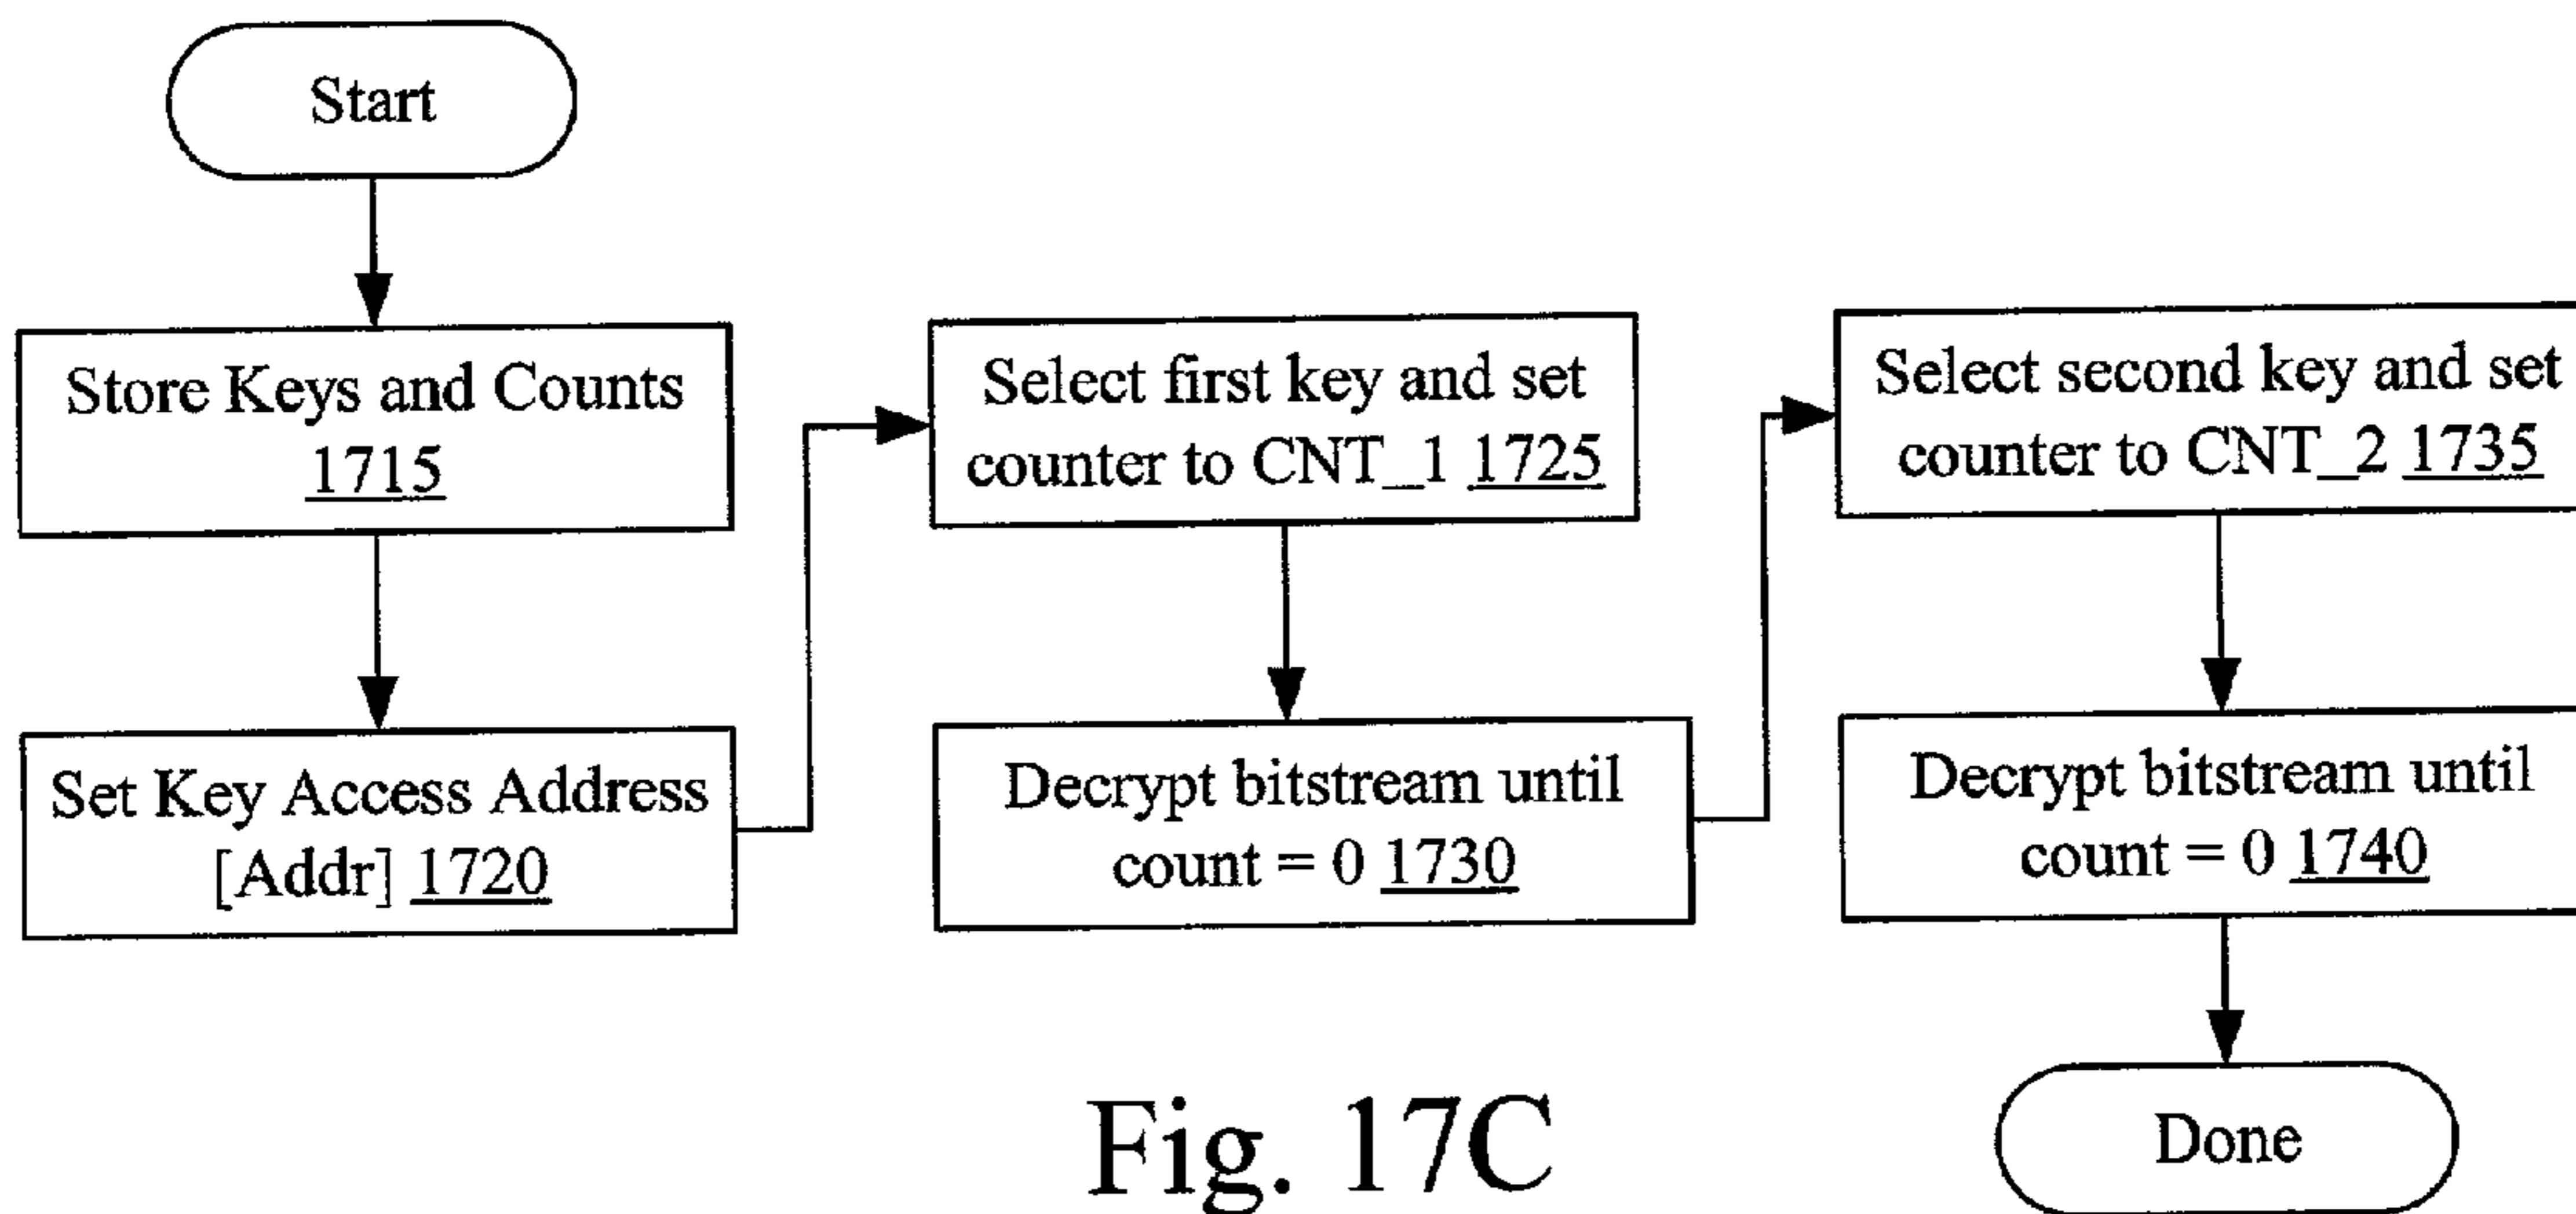 Start
Store Keys and Counts
1715
Set Key Access Address
[Addr] 1720
Select first key and set
counter to CNT_1 1725
Decrypt bitstream until
count = 0 1730
Select second key and set
counter to CNT_2 1735
Decrypt bitstream until
count = 0 1740
Done
Fig. 17C